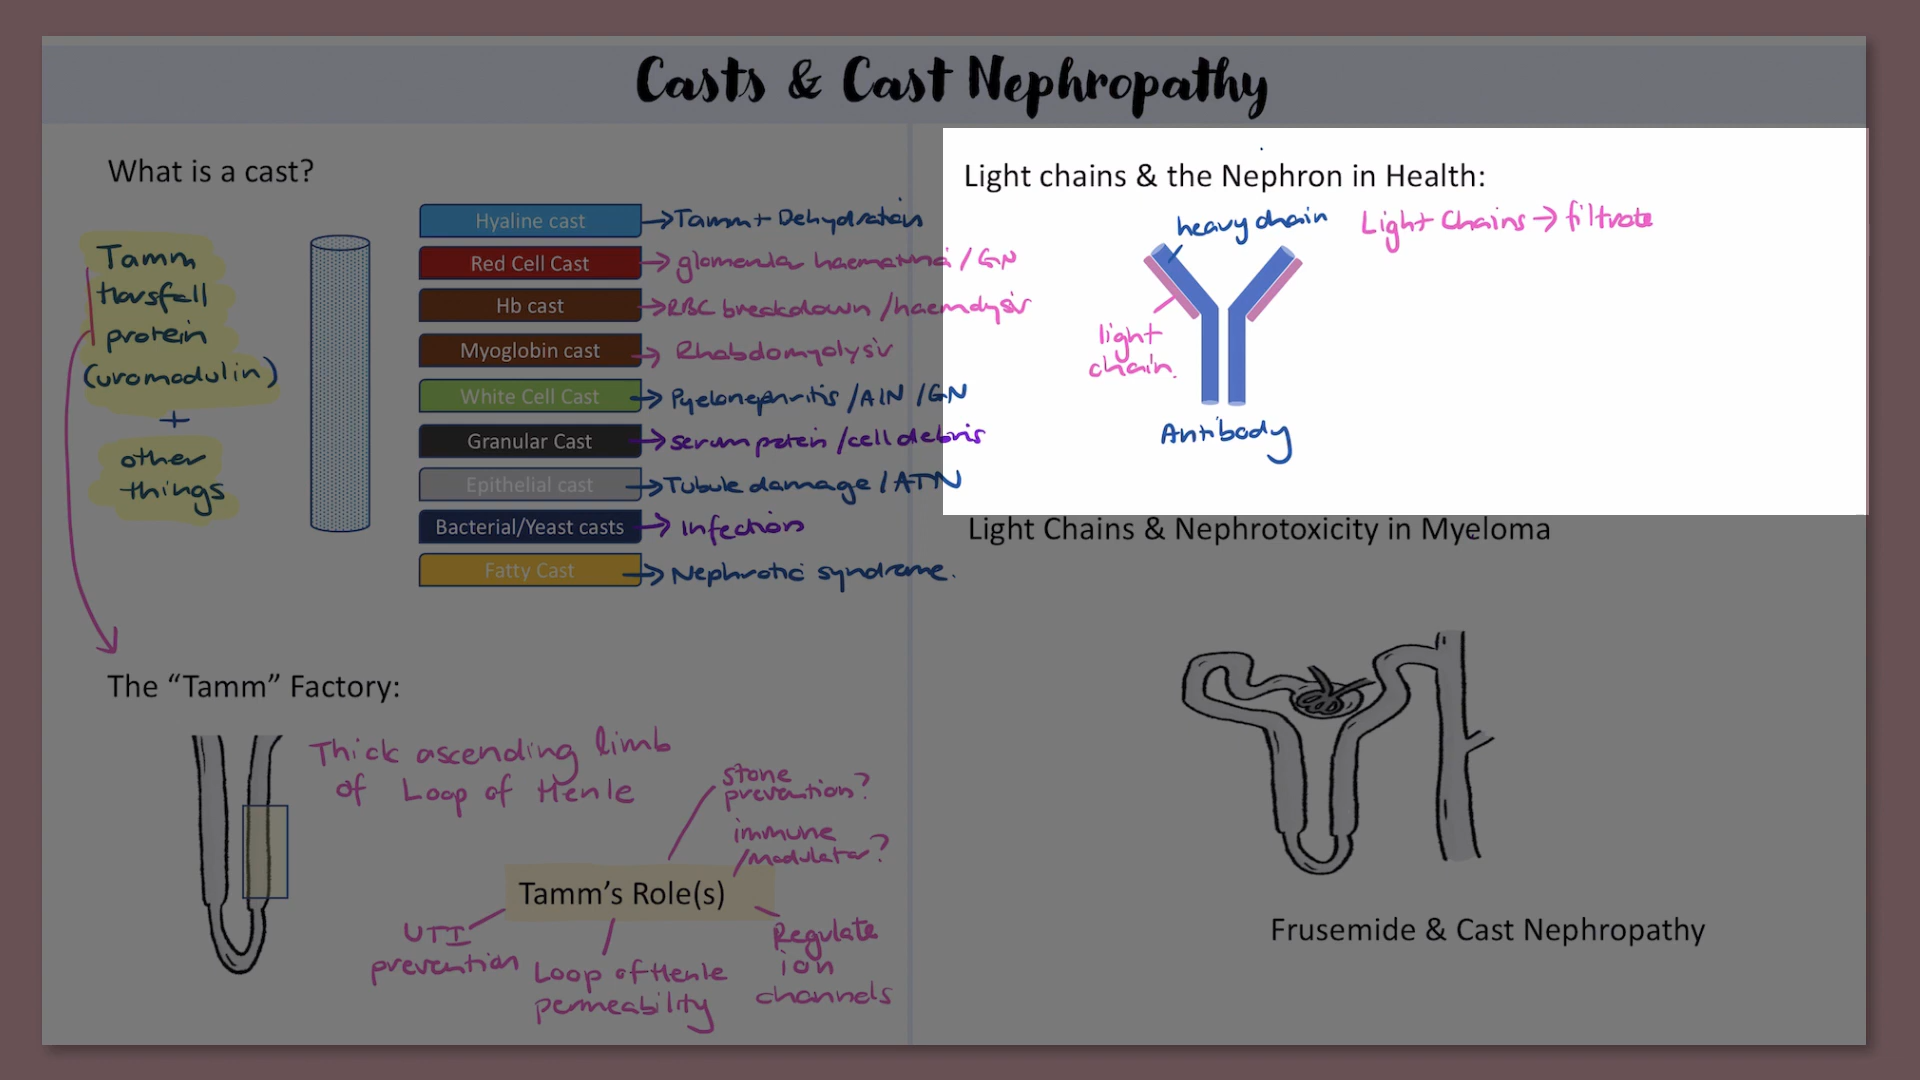 Casts & Cast Nephropathy
What is a cast?
Tamm
Horsfall
protein
(uromodulin)
+
other
things
Hyaline cast → Tamm + Dehydration
Red Cell Cast → glomerular haematuria / GN
Hb cast → RBC breakdown / haemolysis
Myoglobin cast → Rhabdomyolysis
White Cell Cast → Pyelonephritis / AIN / GN
Granular Cast → serum protein / cell debris
Epithelial cast → Tubule damage / ATN
Bacterial/Yeast casts → Infection
Fatty Cast → Nephrotic syndrome.
The “Tamm” Factory:
Thick ascending limb
of Loop of Henle
stone
prevention?
immune
/modulator?
Tamm’s Role(s)
UTI
prevention
Loop of Henle
permeability
Regulate
ion
channels
Light chains & the Nephron in Health:
heavy chain
Light Chains → filtrate
light
chain.
Antibody
Light Chains & Nephrotoxicity in Myeloma
Frusemide & Cast Nephropathy